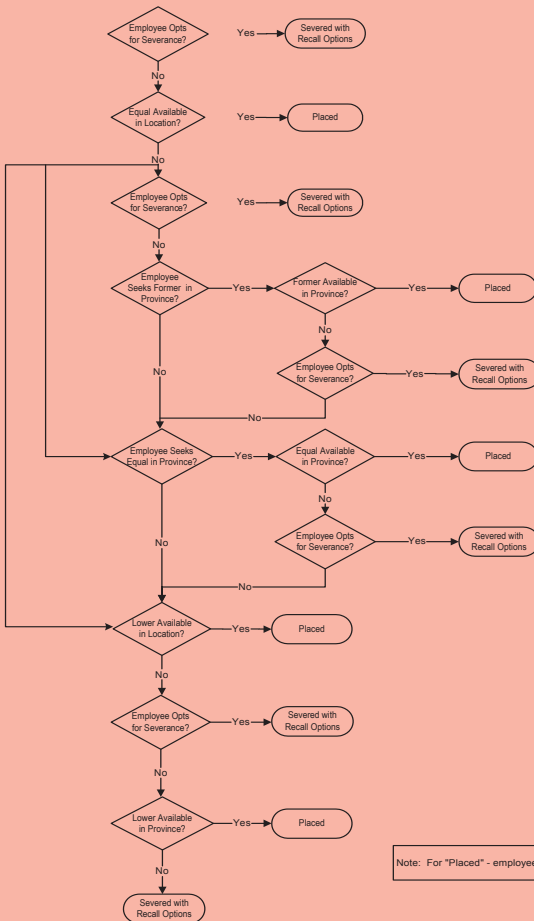 Employee Opts
for Severance?
Yes
Severed with
Recall Options
No
Equal Available
in Location?
Yes
Placed
No
Employee Opts
for Severance?
Yes
Severed with
Recall Options
No
Employee
Seeks Former in
Province?
Yes
Former Available
in Province?
Yes
Placed
No
No
Employee Opts
for Severance?
Yes
Severed with
Recall Options
No
Employee Seeks
Equal in Province?
Yes
Equal Available
in Province?
Yes
Placed
No
No
Employee Opts
for Severance?
Yes
Severed with
Recall Options
No
Lower Available
in Location?
Yes
Placed
No
Employee Opts
for Severance?
Yes
Severed with
Recall Options
No
Lower Available
in Province?
Yes
Placed
Note: For "Placed" - employee
No
Severed with
Recall Options